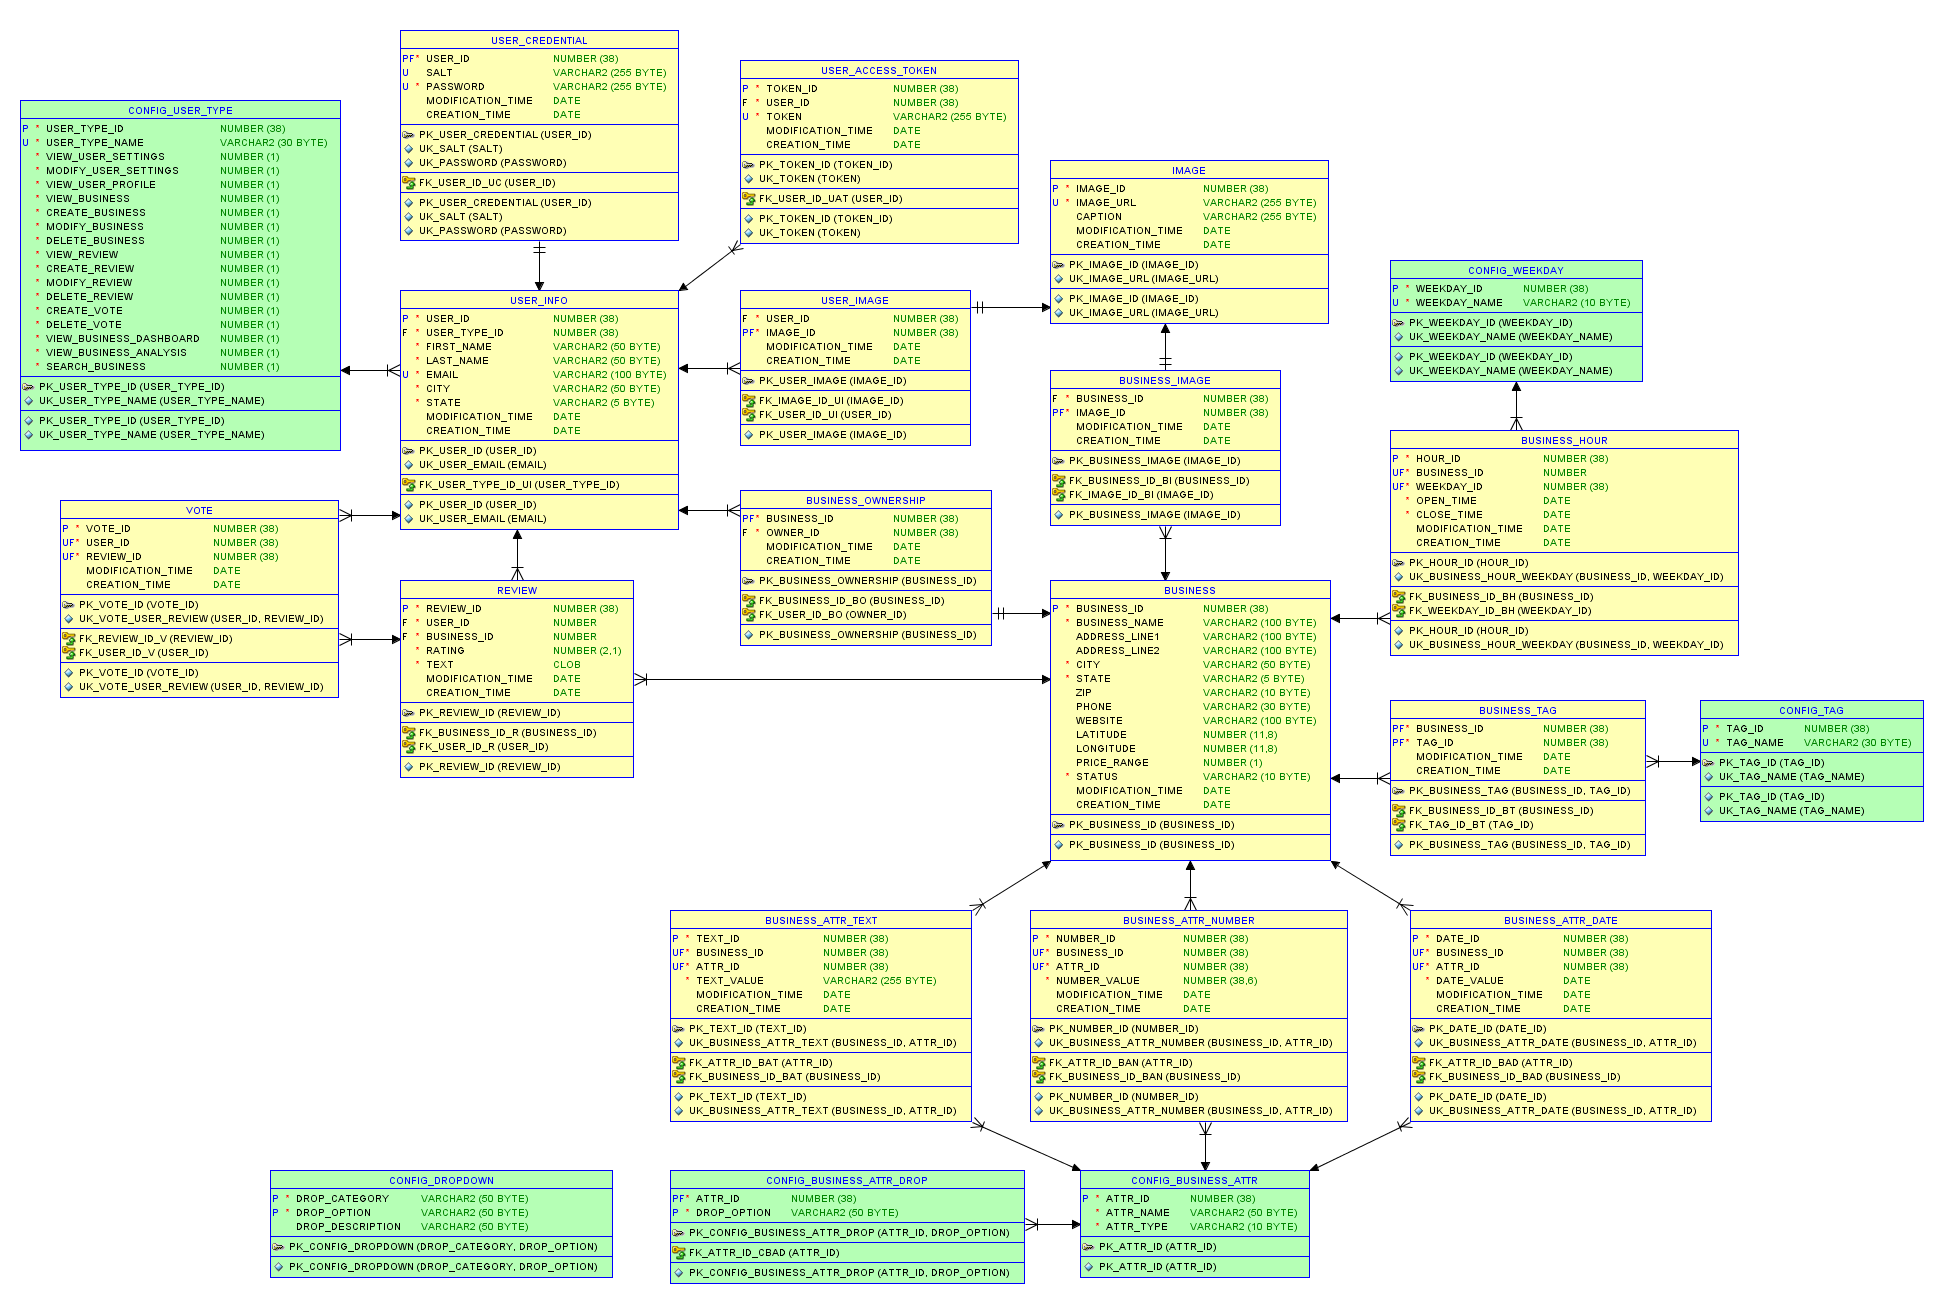 USER_CREDENTIAL
PF* USER_ID NUMBER (38)
U SALT VARCHAR2 (255 BYTE)
U * PASSWORD VARCHAR2 (255 BYTE)
MODIFICATION_TIME DATE
CREATION_TIME DATE
PK_USER_CREDENTIAL (USER_ID)
UK_SALT (SALT)
UK_PASSWORD (PASSWORD)
FK_USER_ID_UC (USER_ID)
PK_USER_CREDENTIAL (USER_ID)
UK_SALT (SALT)
UK_PASSWORD (PASSWORD)
USER_ACCESS_TOKEN
P * TOKEN_ID NUMBER (38)
F * USER_ID NUMBER (38)
U * TOKEN VARCHAR2 (255 BYTE)
MODIFICATION_TIME DATE
CREATION_TIME DATE
PK_TOKEN_ID (TOKEN_ID)
UK_TOKEN (TOKEN)
FK_USER_ID_UAT (USER_ID)
PK_TOKEN_ID (TOKEN_ID)
UK_TOKEN (TOKEN)
CONFIG_USER_TYPE
P * USER_TYPE_ID NUMBER (38)
U * USER_TYPE_NAME VARCHAR2 (30 BYTE)
* VIEW_USER_SETTINGS NUMBER (1)
* MODIFY_USER_SETTINGS NUMBER (1)
* VIEW_USER_PROFILE NUMBER (1)
* VIEW_BUSINESS NUMBER (1)
* CREATE_BUSINESS NUMBER (1)
* MODIFY_BUSINESS NUMBER (1)
* DELETE_BUSINESS NUMBER (1)
* VIEW_REVIEW NUMBER (1)
* CREATE_REVIEW NUMBER (1)
* MODIFY_REVIEW NUMBER (1)
* DELETE_REVIEW NUMBER (1)
* CREATE_VOTE NUMBER (1)
* DELETE_VOTE NUMBER (1)
* VIEW_BUSINESS_DASHBOARD NUMBER (1)
* VIEW_BUSINESS_ANALYSIS NUMBER (1)
* SEARCH_BUSINESS NUMBER (1)
PK_USER_TYPE_ID (USER_TYPE_ID)
UK_USER_TYPE_NAME (USER_TYPE_NAME)
PK_USER_TYPE_ID (USER_TYPE_ID)
UK_USER_TYPE_NAME (USER_TYPE_NAME)
IMAGE
P * IMAGE_ID NUMBER (38)
U * IMAGE_URL VARCHAR2 (255 BYTE)
CAPTION VARCHAR2 (255 BYTE)
MODIFICATION_TIME DATE
CREATION_TIME DATE
PK_IMAGE_ID (IMAGE_ID)
UK_IMAGE_URL (IMAGE_URL)
PK_IMAGE_ID (IMAGE_ID)
UK_IMAGE_URL (IMAGE_URL)
CONFIG_WEEKDAY
P * WEEKDAY_ID NUMBER (38)
U * WEEKDAY_NAME VARCHAR2 (10 BYTE)
PK_WEEKDAY_ID (WEEKDAY_ID)
UK_WEEKDAY_NAME (WEEKDAY_NAME)
PK_WEEKDAY_ID (WEEKDAY_ID)
UK_WEEKDAY_NAME (WEEKDAY_NAME)
USER_INFO
P * USER_ID NUMBER (38)
F * USER_TYPE_ID NUMBER (38)
* FIRST_NAME VARCHAR2 (50 BYTE)
* LAST_NAME VARCHAR2 (50 BYTE)
U * EMAIL VARCHAR2 (100 BYTE)
* CITY VARCHAR2 (50 BYTE)
* STATE VARCHAR2 (5 BYTE)
MODIFICATION_TIME DATE
CREATION_TIME DATE
PK_USER_ID (USER_ID)
UK_USER_EMAIL (EMAIL)
FK_USER_TYPE_ID_UI (USER_TYPE_ID)
PK_USER_ID (USER_ID)
UK_USER_EMAIL (EMAIL)
USER_IMAGE
F * USER_ID NUMBER (38)
PF* IMAGE_ID NUMBER (38)
MODIFICATION_TIME DATE
CREATION_TIME DATE
PK_USER_IMAGE (IMAGE_ID)
FK_IMAGE_ID_UI (IMAGE_ID)
FK_USER_ID_UI (USER_ID)
PK_USER_IMAGE (IMAGE_ID)
BUSINESS_IMAGE
F * BUSINESS_ID NUMBER (38)
PF* IMAGE_ID NUMBER (38)
MODIFICATION_TIME DATE
CREATION_TIME DATE
PK_BUSINESS_IMAGE (IMAGE_ID)
FK_BUSINESS_ID_BI (BUSINESS_ID)
FK_IMAGE_ID_BI (IMAGE_ID)
PK_BUSINESS_IMAGE (IMAGE_ID)
BUSINESS_HOUR
P * HOUR_ID NUMBER (38)
UF* BUSINESS_ID NUMBER
UF* WEEKDAY_ID NUMBER (38)
* OPEN_TIME DATE
* CLOSE_TIME DATE
MODIFICATION_TIME DATE
CREATION_TIME DATE
PK_HOUR_ID (HOUR_ID)
UK_BUSINESS_HOUR_WEEKDAY (BUSINESS_ID, WEEKDAY_ID)
FK_BUSINESS_ID_BH (BUSINESS_ID)
FK_WEEKDAY_ID_BH (WEEKDAY_ID)
PK_HOUR_ID (HOUR_ID)
UK_BUSINESS_HOUR_WEEKDAY (BUSINESS_ID, WEEKDAY_ID)
VOTE
P * VOTE_ID NUMBER (38)
UF* USER_ID NUMBER (38)
UF* REVIEW_ID NUMBER (38)
MODIFICATION_TIME DATE
CREATION_TIME DATE
PK_VOTE_ID (VOTE_ID)
UK_VOTE_USER_REVIEW (USER_ID, REVIEW_ID)
FK_REVIEW_ID_V (REVIEW_ID)
FK_USER_ID_V (USER_ID)
PK_VOTE_ID (VOTE_ID)
UK_VOTE_USER_REVIEW (USER_ID, REVIEW_ID)
BUSINESS_OWNERSHIP
PF* BUSINESS_ID NUMBER (38)
F * OWNER_ID NUMBER (38)
MODIFICATION_TIME DATE
CREATION_TIME DATE
PK_BUSINESS_OWNERSHIP (BUSINESS_ID)
FK_BUSINESS_ID_BO (BUSINESS_ID)
FK_USER_ID_BO (OWNER_ID)
PK_BUSINESS_OWNERSHIP (BUSINESS_ID)
REVIEW
P * REVIEW_ID NUMBER (38)
F * USER_ID NUMBER
F * BUSINESS_ID NUMBER
* RATING NUMBER (2,1)
* TEXT CLOB
MODIFICATION_TIME DATE
CREATION_TIME DATE
PK_REVIEW_ID (REVIEW_ID)
FK_BUSINESS_ID_R (BUSINESS_ID)
FK_USER_ID_R (USER_ID)
PK_REVIEW_ID (REVIEW_ID)
BUSINESS
P * BUSINESS_ID NUMBER (38)
* BUSINESS_NAME VARCHAR2 (100 BYTE)
ADDRESS_LINE1 VARCHAR2 (100 BYTE)
ADDRESS_LINE2 VARCHAR2 (100 BYTE)
* CITY VARCHAR2 (50 BYTE)
* STATE VARCHAR2 (5 BYTE)
ZIP VARCHAR2 (10 BYTE)
PHONE VARCHAR2 (30 BYTE)
WEBSITE VARCHAR2 (100 BYTE)
LATITUDE NUMBER (11,8)
LONGITUDE NUMBER (11,8)
PRICE_RANGE NUMBER (1)
* STATUS VARCHAR2 (10 BYTE)
MODIFICATION_TIME DATE
CREATION_TIME DATE
PK_BUSINESS_ID (BUSINESS_ID)
PK_BUSINESS_ID (BUSINESS_ID)
BUSINESS_TAG
PF* BUSINESS_ID NUMBER (38)
PF* TAG_ID NUMBER (38)
MODIFICATION_TIME DATE
CREATION_TIME DATE
PK_BUSINESS_TAG (BUSINESS_ID, TAG_ID)
FK_BUSINESS_ID_BT (BUSINESS_ID)
FK_TAG_ID_BT (TAG_ID)
PK_BUSINESS_TAG (BUSINESS_ID, TAG_ID)
CONFIG_TAG
P * TAG_ID NUMBER (38)
U * TAG_NAME VARCHAR2 (30 BYTE)
PK_TAG_ID (TAG_ID)
UK_TAG_NAME (TAG_NAME)
PK_TAG_ID (TAG_ID)
UK_TAG_NAME (TAG_NAME)
BUSINESS_ATTR_TEXT
P * TEXT_ID NUMBER (38)
UF* BUSINESS_ID NUMBER (38)
UF* ATTR_ID NUMBER (38)
* TEXT_VALUE VARCHAR2 (255 BYTE)
MODIFICATION_TIME DATE
CREATION_TIME DATE
PK_TEXT_ID (TEXT_ID)
UK_BUSINESS_ATTR_TEXT (BUSINESS_ID, ATTR_ID)
FK_ATTR_ID_BAT (ATTR_ID)
FK_BUSINESS_ID_BAT (BUSINESS_ID)
PK_TEXT_ID (TEXT_ID)
UK_BUSINESS_ATTR_TEXT (BUSINESS_ID, ATTR_ID)
BUSINESS_ATTR_NUMBER
P * NUMBER_ID NUMBER (38)
UF* BUSINESS_ID NUMBER (38)
UF* ATTR_ID NUMBER (38)
* NUMBER_VALUE NUMBER (38,6)
MODIFICATION_TIME DATE
CREATION_TIME DATE
PK_NUMBER_ID (NUMBER_ID)
UK_BUSINESS_ATTR_NUMBER (BUSINESS_ID, ATTR_ID)
FK_ATTR_ID_BAN (ATTR_ID)
FK_BUSINESS_ID_BAN (BUSINESS_ID)
PK_NUMBER_ID (NUMBER_ID)
UK_BUSINESS_ATTR_NUMBER (BUSINESS_ID, ATTR_ID)
BUSINESS_ATTR_DATE
P * DATE_ID NUMBER (38)
UF* BUSINESS_ID NUMBER (38)
UF* ATTR_ID NUMBER (38)
* DATE_VALUE DATE
MODIFICATION_TIME DATE
CREATION_TIME DATE
PK_DATE_ID (DATE_ID)
UK_BUSINESS_ATTR_DATE (BUSINESS_ID, ATTR_ID)
FK_ATTR_ID_BAD (ATTR_ID)
FK_BUSINESS_ID_BAD (BUSINESS_ID)
PK_DATE_ID (DATE_ID)
UK_BUSINESS_ATTR_DATE (BUSINESS_ID, ATTR_ID)
CONFIG_DROPDOWN
P * DROP_CATEGORY VARCHAR2 (50 BYTE)
P * DROP_OPTION VARCHAR2 (50 BYTE)
DROP_DESCRIPTION VARCHAR2 (50 BYTE)
PK_CONFIG_DROPDOWN (DROP_CATEGORY, DROP_OPTION)
PK_CONFIG_DROPDOWN (DROP_CATEGORY, DROP_OPTION)
CONFIG_BUSINESS_ATTR_DROP
PF* ATTR_ID NUMBER (38)
P * DROP_OPTION VARCHAR2 (50 BYTE)
PK_CONFIG_BUSINESS_ATTR_DROP (ATTR_ID, DROP_OPTION)
FK_ATTR_ID_CBAD (ATTR_ID)
PK_CONFIG_BUSINESS_ATTR_DROP (ATTR_ID, DROP_OPTION)
CONFIG_BUSINESS_ATTR
P * ATTR_ID NUMBER (38)
* ATTR_NAME VARCHAR2 (50 BYTE)
* ATTR_TYPE VARCHAR2 (10 BYTE)
PK_ATTR_ID (ATTR_ID)
PK_ATTR_ID (ATTR_ID)